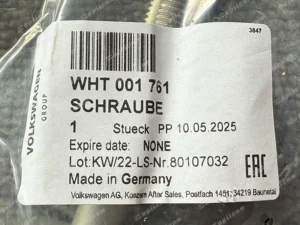 3847
VOLKSWAGEN
GROUP
WHT 001 761
SCHRAUBE
1 Stueck PP 10.05.2025
Expire date: NONE
Lot:KW/22-LS-Nr.80107032
Made in Germany
EAC
Volkswagen AG, Konzern After Sales, Postfach 1451, 34219 Baunatal